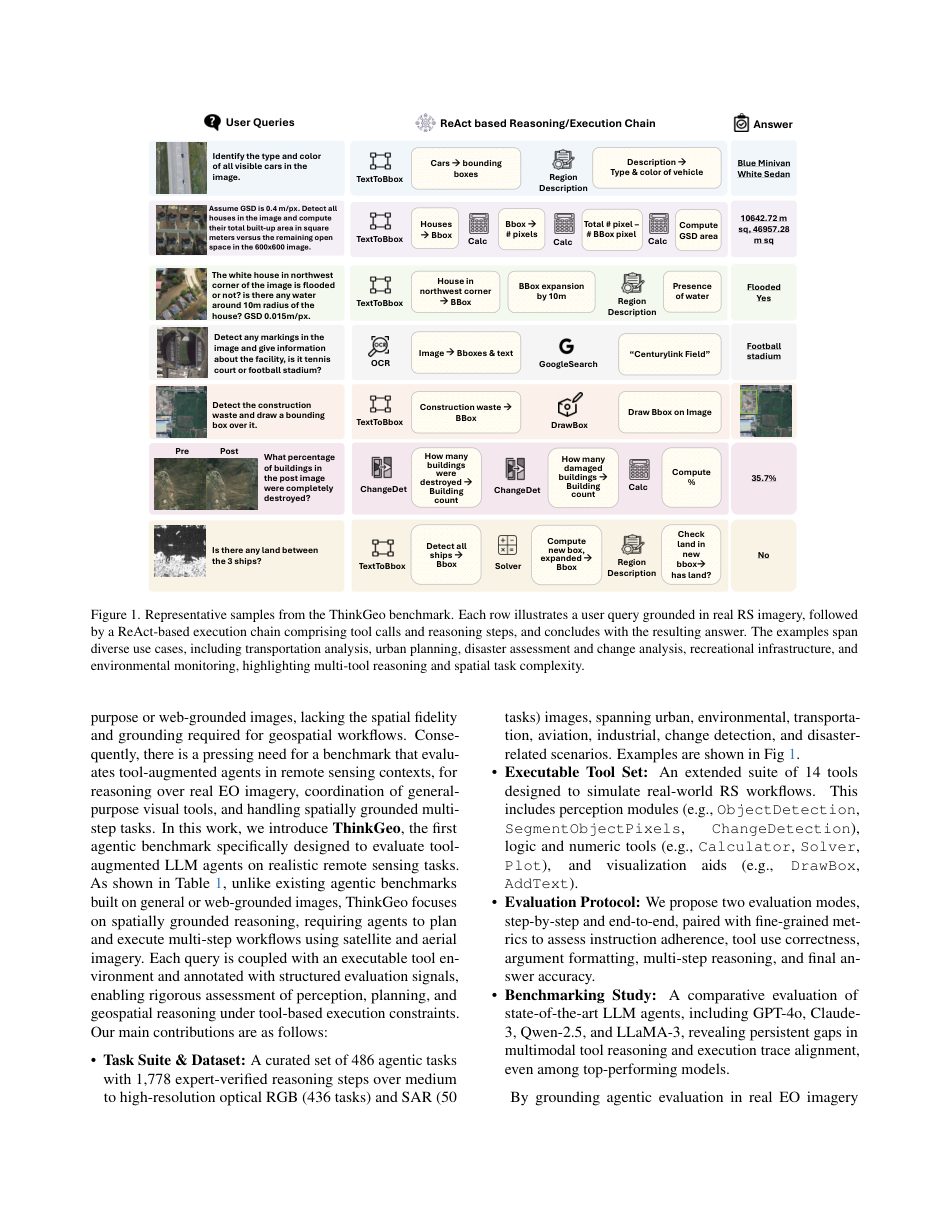 User Queries
ReAct based Reasoning/Execution Chain
Answer
Identify the type and color
of all visible cars in the
image.
TextToBbox
Cars → bounding
boxes
Region
Description
Description →
Type & color of vehicle
Blue Minivan
White Sedan
Assume GSD is 0.4 m/px. Detect all
houses in the image and compute
their total built-up area in square
meters versus the remaining open
space in the 600x600 image.
TextToBbox
Houses
→ Bbox
Calc
Bbox →
# pixels
Calc
Total # pixel –
# BBox pixel
Calc
Compute
GSD area
10642.72 m
sq, 46957.28
m sq
The white house in northwest
corner of the image is flooded
or not? is there any water
around 10m radius of the
house? GSD 0.015m/px.
TextToBbox
House in
northwest corner
→ BBox
BBox expansion
by 10m
Region
Description
Presence
of water
Flooded
Yes
Detect any markings in the
image and give information
about the facility, is it tennis
court or football stadium?
OCR
OCR
Image → Bboxes & text
GoogleSearch
“Centurylink Field”
Football
stadium
Detect the construction
waste and draw a bounding
box over it.
TextToBbox
Construction waste →
BBox
DrawBox
Draw Bbox on Image
Pre Post
What percentage
of buildings in
the post image
were completely
destroyed?
ChangeDet
How many
buildings
were
destroyed →
Building
count
ChangeDet
How many
damaged
buildings →
Building
count
Calc
Compute
%
35.7%
Is there any land between
the 3 ships?
TextToBbox
Detect all
ships →
Bbox
Solver
Compute
new box,
expanded →
Bbox
Region
Description
Check
land in
new
bbox→
has land?
No
Figure 1. Representative samples from the ThinkGeo benchmark. Each row illustrates a user query grounded in real RS imagery, followed
by a ReAct-based execution chain comprising tool calls and reasoning steps, and concludes with the resulting answer. The examples span
diverse use cases, including transportation analysis, urban planning, disaster assessment and change analysis, recreational infrastructure, and
environmental monitoring, highlighting multi-tool reasoning and spatial task complexity.
purpose or web-grounded images, lacking the spatial fidelity
and grounding required for geospatial workflows. Conse-
quently, there is a pressing need for a benchmark that evalu-
ates tool-augmented agents in remote sensing contexts, for
reasoning over real EO imagery, coordination of general-
purpose visual tools, and handling spatially grounded multi-
step tasks. In this work, we introduce ThinkGeo, the first
agentic benchmark specifically designed to evaluate tool-
augmented LLM agents on realistic remote sensing tasks.
As shown in Table 1, unlike existing agentic benchmarks
built on general or web-grounded images, ThinkGeo focuses
on spatially grounded reasoning, requiring agents to plan
and execute multi-step workflows using satellite and aerial
imagery. Each query is coupled with an executable tool en-
vironment and annotated with structured evaluation signals,
enabling rigorous assessment of perception, planning, and
geospatial reasoning under tool-based execution constraints.
Our main contributions are as follows:
• Task Suite & Dataset: A curated set of 486 agentic tasks
with 1,778 expert-verified reasoning steps over medium
to high-resolution optical RGB (436 tasks) and SAR (50
tasks) images, spanning urban, environmental, transporta-
tion, aviation, industrial, change detection, and disaster-
related scenarios. Examples are shown in Fig 1.
• Executable Tool Set: An extended suite of 14 tools
designed to simulate real-world RS workflows. This
includes perception modules (e.g., ObjectDetection,
SegmentObjectPixels, ChangeDetection),
logic and numeric tools (e.g., Calculator, Solver,
Plot), and visualization aids (e.g., DrawBox,
AddText).
• Evaluation Protocol: We propose two evaluation modes,
step-by-step and end-to-end, paired with fine-grained met-
rics to assess instruction adherence, tool use correctness,
argument formatting, multi-step reasoning, and final an-
swer accuracy.
• Benchmarking Study: A comparative evaluation of
state-of-the-art LLM agents, including GPT-4o, Claude-
3, Qwen-2.5, and LLaMA-3, revealing persistent gaps in
multimodal tool reasoning and execution trace alignment,
even among top-performing models.
By grounding agentic evaluation in real EO imagery